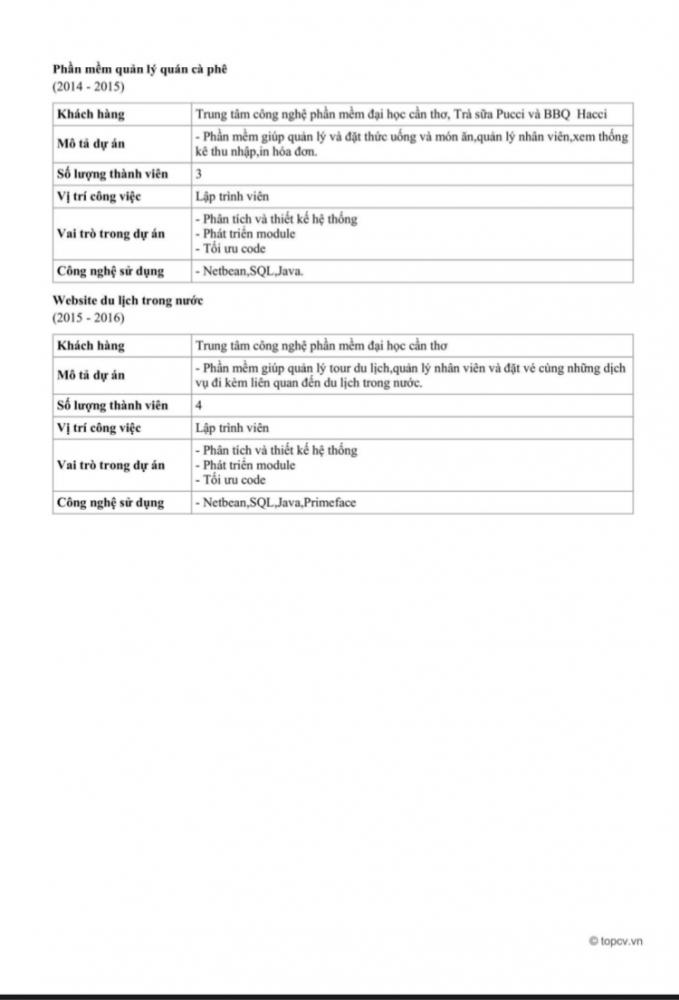 Phần mềm quản lý quán cà phê
(2014 - 2015)
Khách hàng Trung tâm công nghệ phần mềm đại học cần thơ, Trà sữa Pucci và BBQ Hacci
Mô tả dự án - Phần mềm giúp quản lý và đặt thức uống và món ăn,quản lý nhân viên,xem thống
kê thu nhập,in hóa đơn.
Số lượng thành viên 3
Vị trí công việc Lập trình viên
Vai trò trong dự án - Phân tích và thiết kế hệ thống
- Phát triển module
- Tối ưu code
Công nghệ sử dụng - Netbean,SQL,Java.
Website du lịch trong nước
(2015 - 2016)
Khách hàng Trung tâm công nghệ phần mềm đại học cần thơ
Mô tả dự án - Phần mềm giúp quản lý tour du lịch,quản lý nhân viên và đặt vé cùng những dịch
vụ đi kèm liên quan đến du lịch trong nước.
Số lượng thành viên 4
Vị trí công việc Lập trình viên
Vai trò trong dự án - Phân tích và thiết kế hệ thống
- Phát triển module
- Tối ưu code
Công nghệ sử dụng - Netbean,SQL,Java,Primeface
© topcv.vn